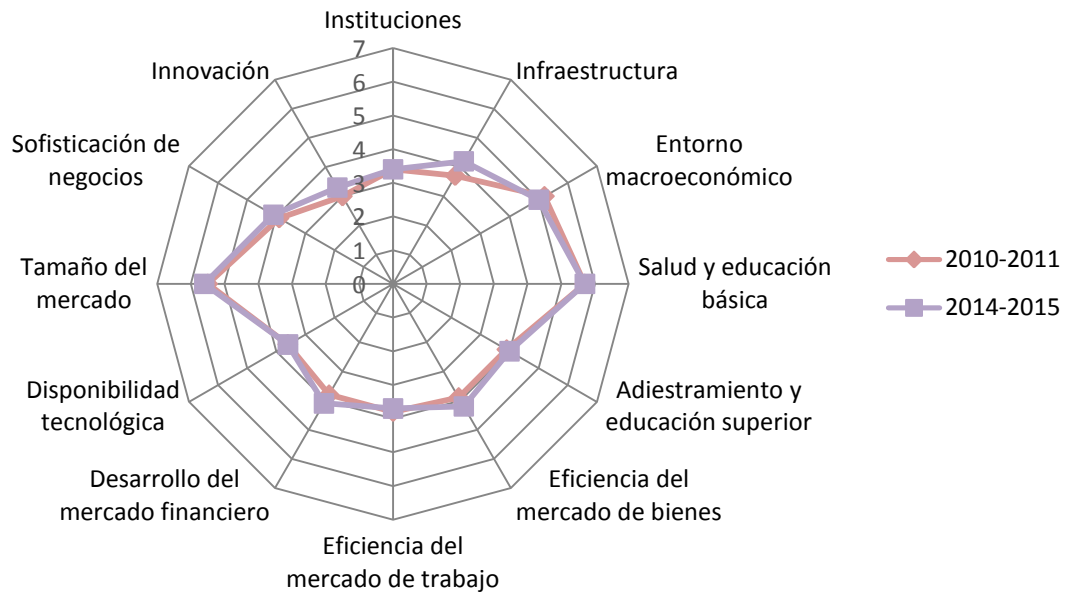 Instituciones
Infraestructura
Entorno
macroeconómico
Salud y educación
básica
Adiestramiento y
educación superior
Eficiencia del
mercado de bienes
Eficiencia del
mercado de trabajo
Desarrollo del
mercado financiero
Disponibilidad
tecnológica
Tamaño del
mercado
Sofisticación de
negocios
Innovación
7
6
5
4
3
2
1
0
2010-2011
2014-2015